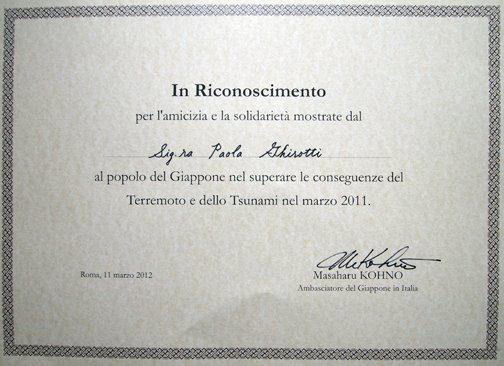 In Riconoscimento
per l'amicizia e la solidarietà mostrate dal
Sig.ra Paola Ghirotti
al popolo del Giappone nel superare le conseguenze del
Terremoto e dello Tsunami nel marzo 2011.
Roma, 11 marzo 2012
Masaharu KOHNO
Ambasciatore del Giappone in Italia